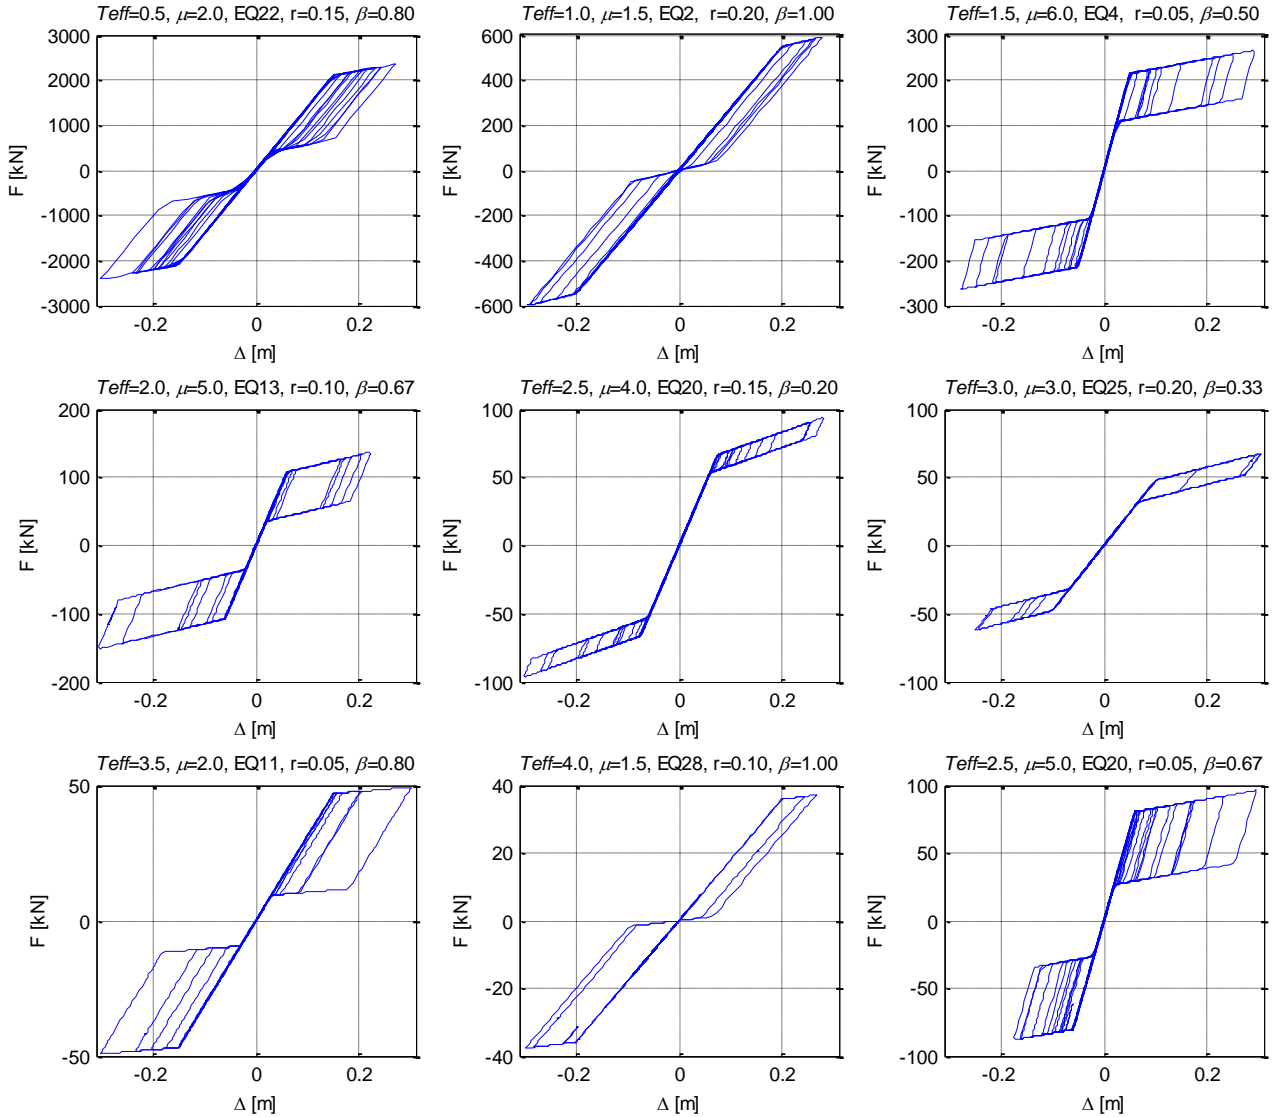 Teff=0.5, μ=2.0, EQ22, r=0.15, β=0.80
3000
2000
1000
0
-1000
-2000
-3000
F [kN]
-0.2 0 0.2
Δ [m]
Teff=1.0, μ=1.5, EQ2, r=0.20, β=1.00
600
400
200
0
-200
-400
-600
F [kN]
-0.2 0 0.2
Δ [m]
Teff=1.5, μ=6.0, EQ4, r=0.05, β=0.50
300
200
100
0
-100
-200
-300
F [kN]
-0.2 0 0.2
Δ [m]
Teff=2.0, μ=5.0, EQ13, r=0.10, β=0.67
200
100
0
-100
-200
F [kN]
-0.2 0 0.2
Δ [m]
Teff=2.5, μ=4.0, EQ20, r=0.15, β=0.20
100
50
0
-50
-100
F [kN]
-0.2 0 0.2
Δ [m]
Teff=3.0, μ=3.0, EQ25, r=0.20, β=0.33
100
50
0
-50
-100
F [kN]
-0.2 0 0.2
Δ [m]
Teff=3.5, μ=2.0, EQ11, r=0.05, β=0.80
50
0
-50
F [kN]
-0.2 0 0.2
Δ [m]
Teff=4.0, μ=1.5, EQ28, r=0.10, β=1.00
40
20
0
-20
-40
F [kN]
-0.2 0 0.2
Δ [m]
Teff=2.5, μ=5.0, EQ20, r=0.05, β=0.67
100
50
0
-50
-100
F [kN]
-0.2 0 0.2
Δ [m]